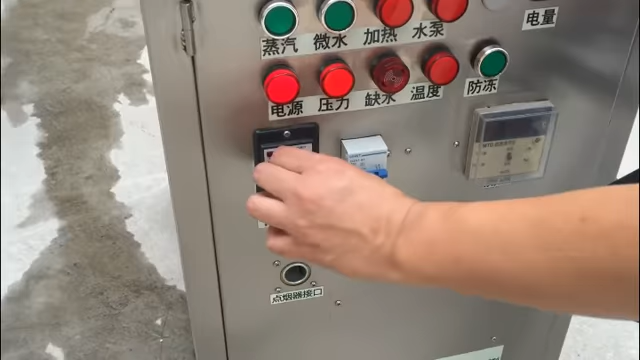 蒸汽 微水 加热 水泵 电量
电源 压力 缺水 温度 防冻
点烟器接口